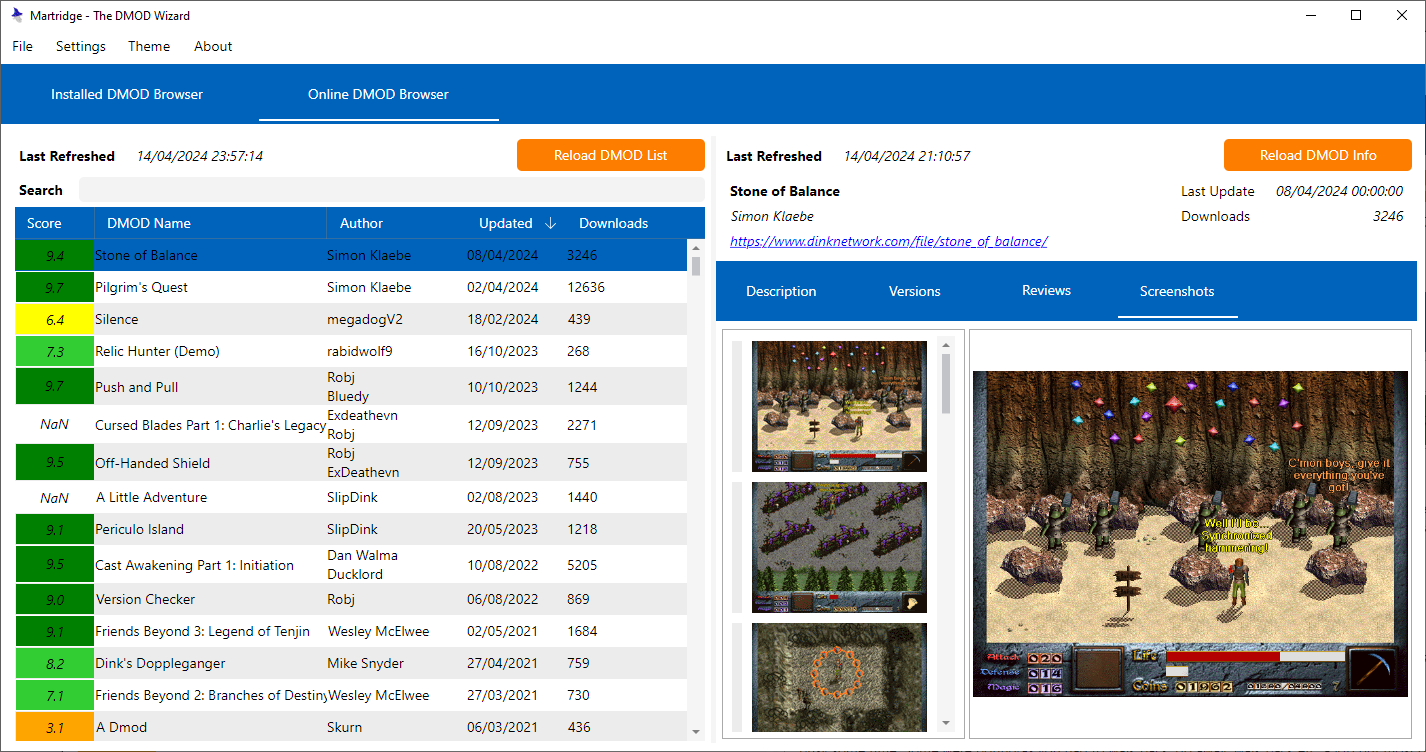 Martridge - The DMOD Wizard
File Settings Theme About
Installed DMOD Browser Online DMOD Browser
Last Refreshed 14/04/2024 23:57:14 Reload DMOD List
Search
Score DMOD Name Author Updated Downloads
9.4 Stone of Balance Simon Klaebe 08/04/2024 3246
9.7 Pilgrim's Quest Simon Klaebe 02/04/2024 12636
6.4 Silence megadogV2 18/02/2024 439
7.3 Relic Hunter (Demo) rabidwolf9 16/10/2023 268
9.7 Push and Pull Robj 10/10/2023 1244
Bluedy
NaN Cursed Blades Part 1: Charlie's Legacy Exdeathevn 12/09/2023 2271
Robj
9.5 Off-Handed Shield Robj 12/09/2023 755
ExDeathevn
NaN A Little Adventure SlipDink 02/08/2023 1440
9.1 Periculo Island SlipDink 20/05/2023 1218
9.5 Cast Awakening Part 1: Initiation Dan Walma 10/08/2022 5205
Ducklord
9.0 Version Checker Robj 06/08/2022 869
9.1 Friends Beyond 3: Legend of Tenjin Wesley McElwee 02/05/2021 1684
8.2 Dink's Doppleganger Mike Snyder 27/04/2021 759
7.1 Friends Beyond 2: Branches of Destiny Wesley McElwee 27/03/2021 730
3.1 A Dmod Skurn 06/03/2021 436
Last Refreshed 14/04/2024 21:10:57 Reload DMOD Info
Stone of Balance Last Update 08/04/2024 00:00:00
Simon Klaebe Downloads 3246
https://www.dinknetwork.com/file/stone_of_balance/
Description Versions Reviews Screenshots
C'mon boys, give it
everything you've
got!
Well I'll be...
Synchronized
hammering!
Attack 020 Life
Defense 014
Magic 016 Coins 01962 7